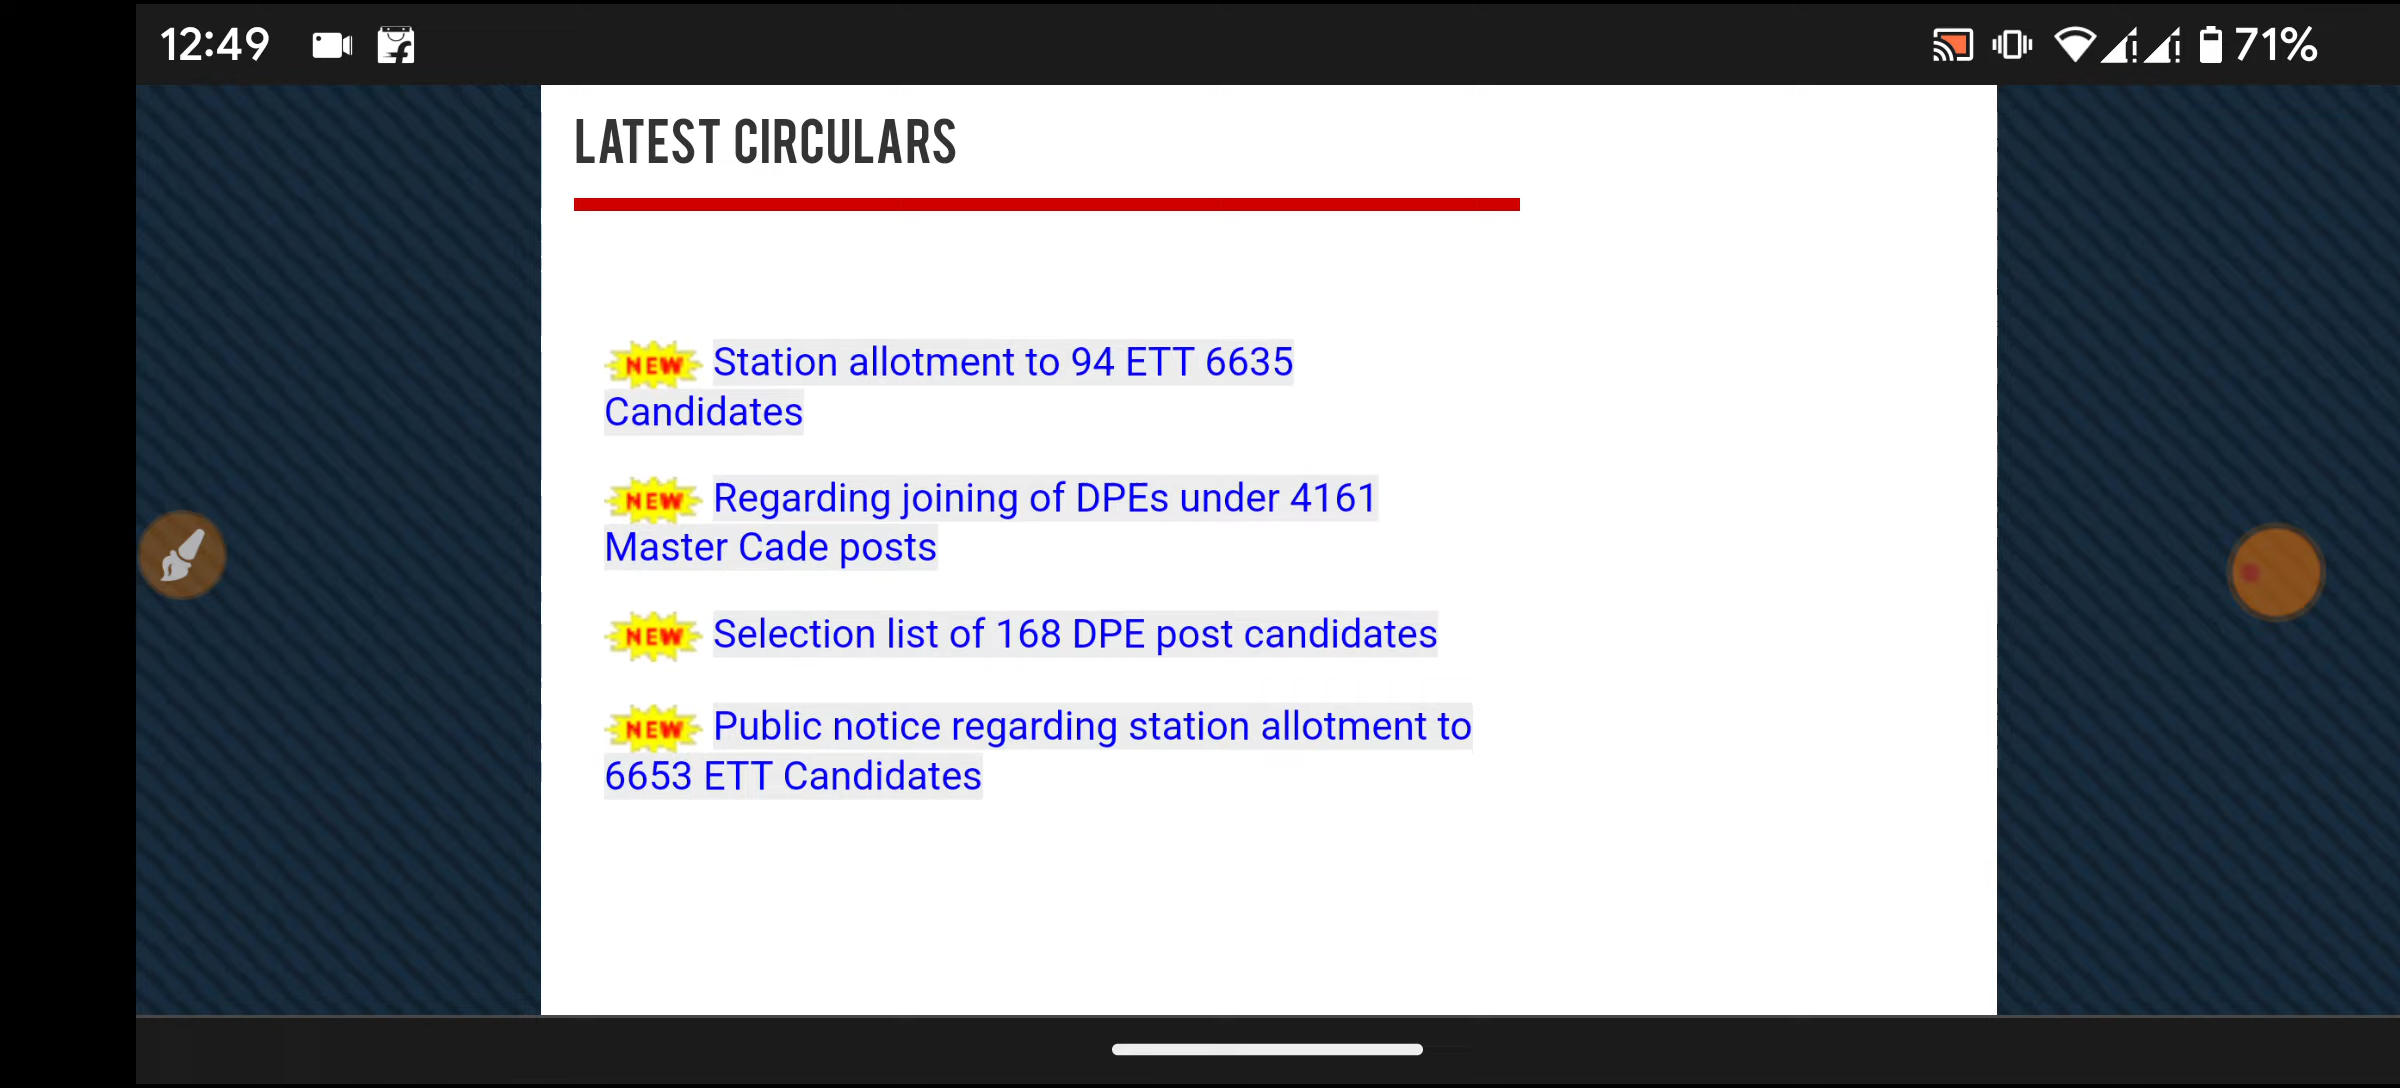 12:49
71%
LATEST CIRCULARS
NEW Station allotment to 94 ETT 6635
Candidates
NEW Regarding joining of DPEs under 4161
Master Cade posts
NEW Selection list of 168 DPE post candidates
NEW Public notice regarding station allotment to
6653 ETT Candidates